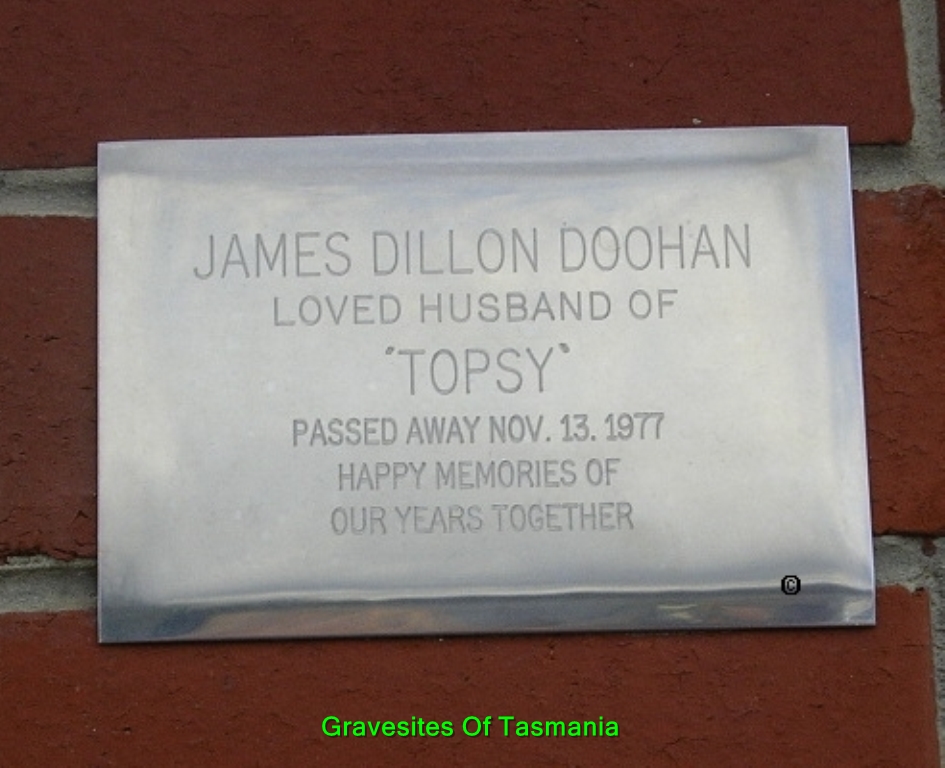 JAMES DILLON DOOHAN
LOVED HUSBAND OF
"TOPSY"
PASSED AWAY NOV. 13. 1977
HAPPY MEMORIES OF
OUR YEARS TOGETHER
©
Gravesites Of Tasmania